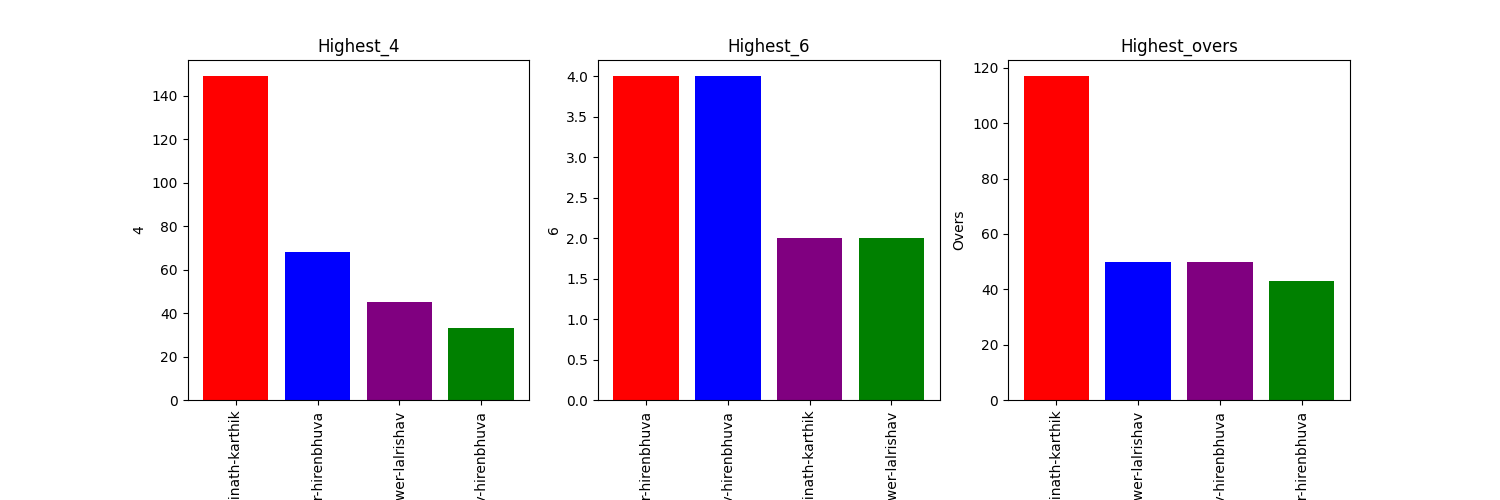 Highest_4
4
140
120
100
80
60
40
20
0
inath-karthik
r-hirenbhuva
wer-lalrishav
y-hirenbhuva
Highest_6
6
4.0
3.5
3.0
2.5
2.0
1.5
1.0
0.5
0.0
r-hirenbhuva
y-hirenbhuva
inath-karthik
wer-lalrishav
Highest_overs
Overs
120
100
80
60
40
20
0
inath-karthik
wer-lalrishav
y-hirenbhuva
r-hirenbhuva